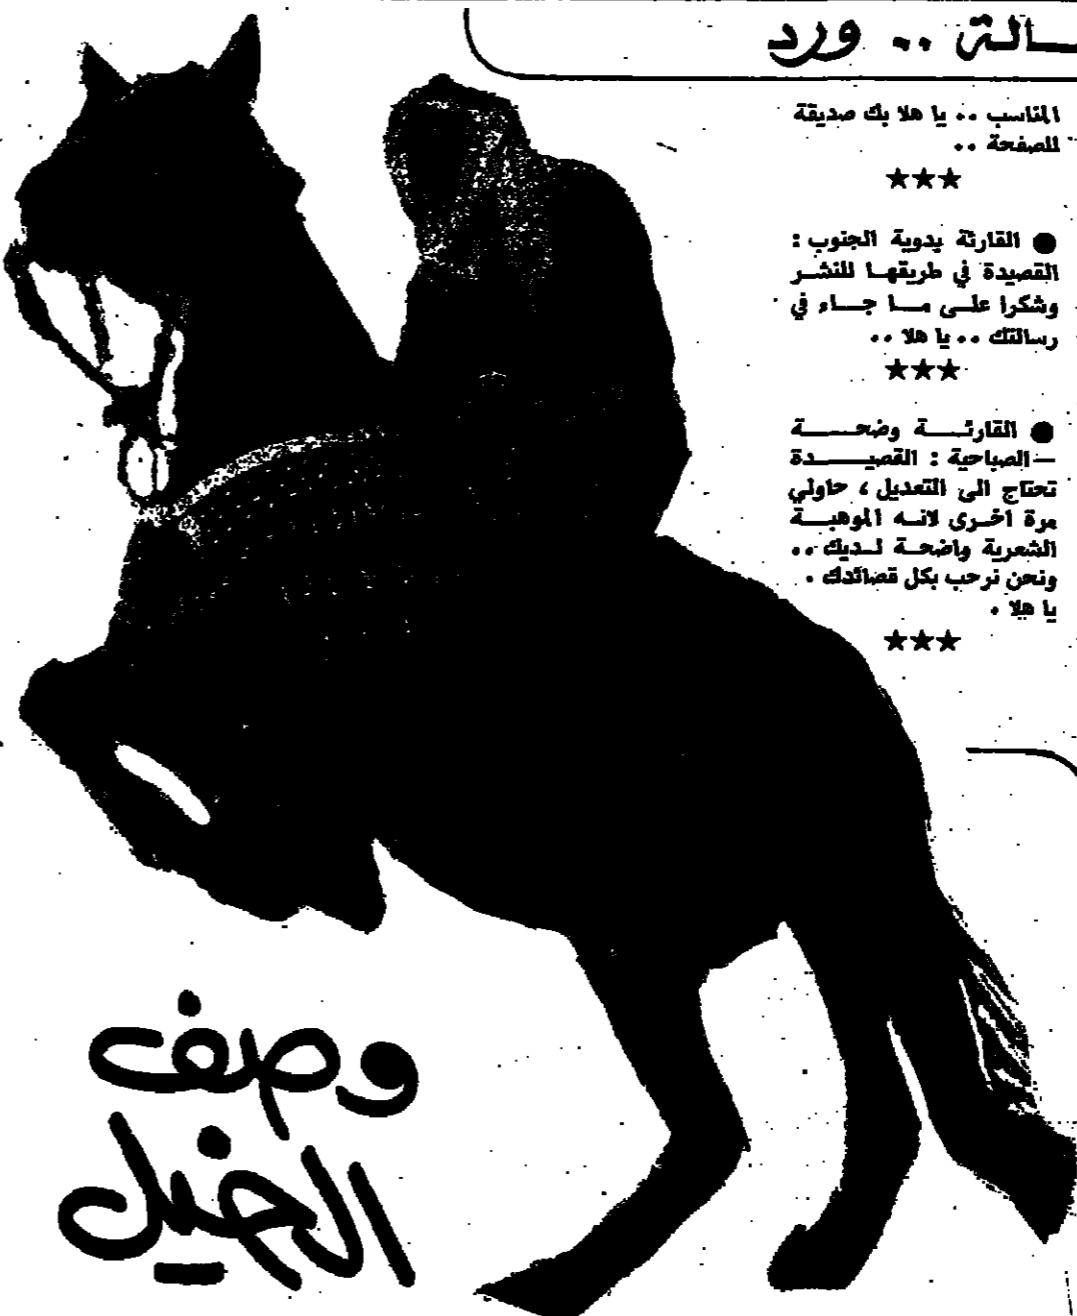 ـالة .. ورد
المناسب .. يا هلا بك صديقة
للصفحة ..
★★★
● القارئة بدوية الجنوب :
القصيدة في طريقها للنشر
وشكرا على ما جاء في
رسالتك .. يا هلا ..
★★★
● القارئة وضحة
الصباحية : القصيدة
تحتاج الى التعديل ، حاولي
مرة اخرى لانه الموهبة
الشعرية واضحة لديك ..
ونحن نرحب بكل قصائدك .
يا هلا .
★★★
وصف
الخيل